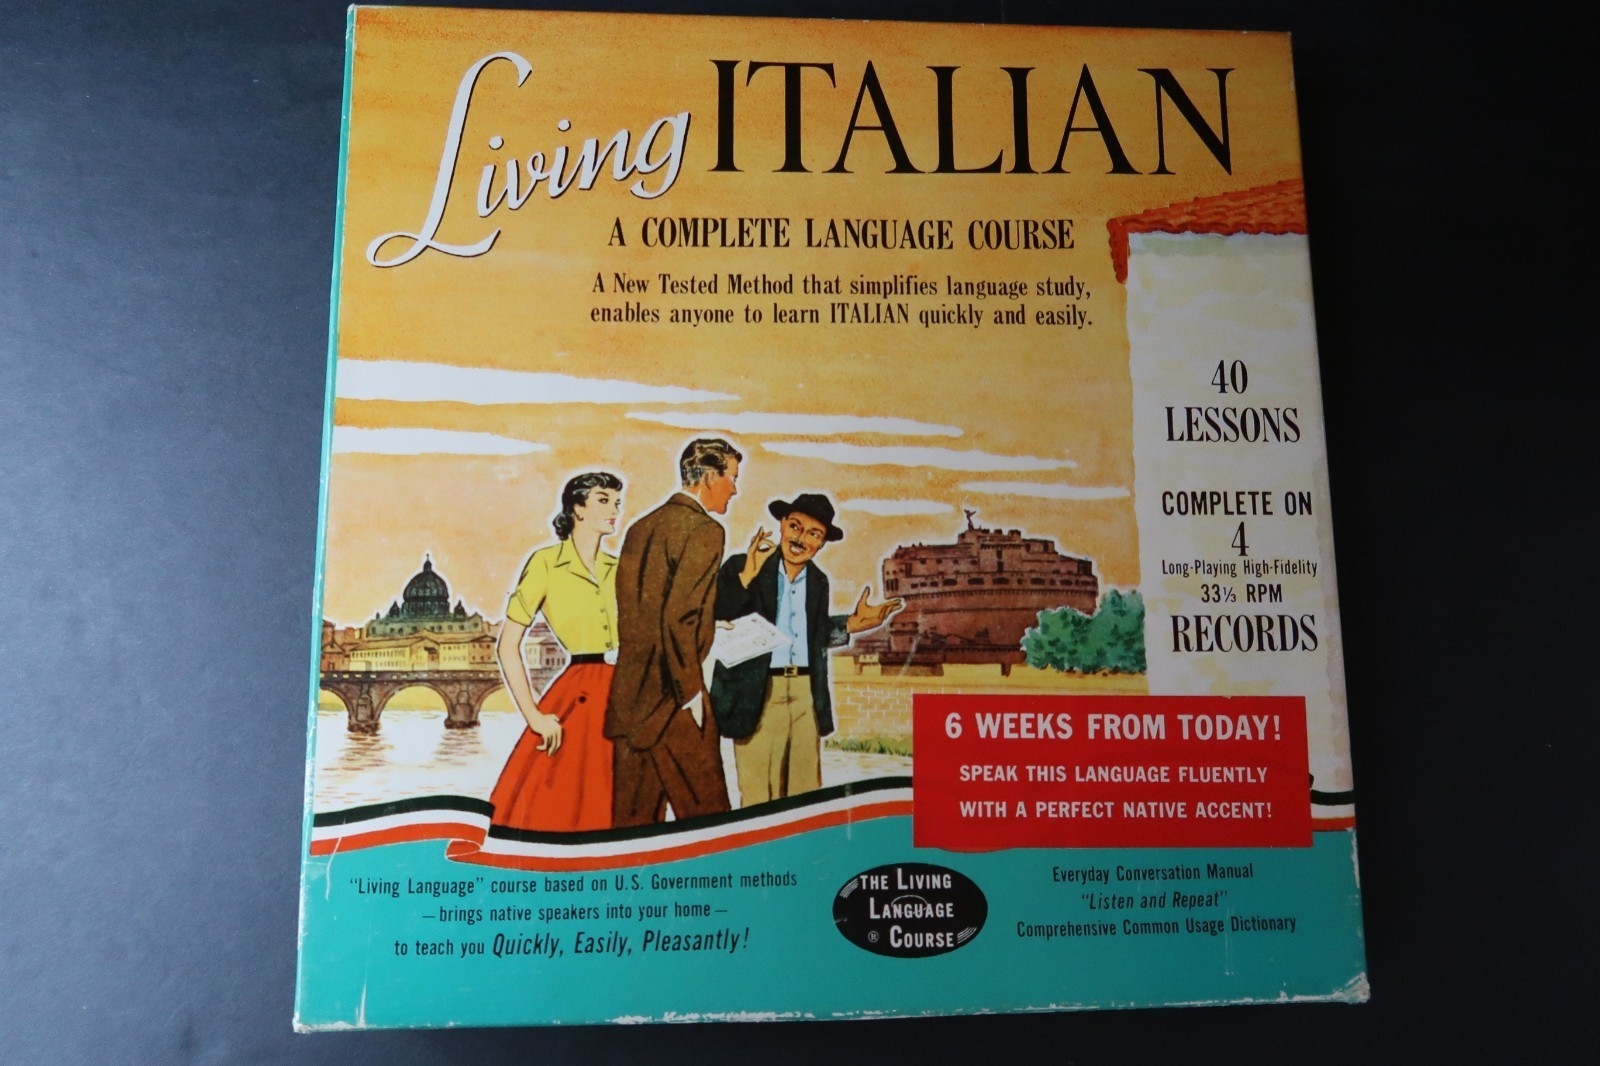 Living ITALIAN
A COMPLETE LANGUAGE COURSE
A New Tested Method that simplifies language study,
enables anyone to learn ITALIAN quickly and easily.
40
LESSONS
COMPLETE ON
4
Long-Playing High-Fidelity
33⅓ RPM
RECORDS
6 WEEKS FROM TODAY!
SPEAK THIS LANGUAGE FLUENTLY
WITH A PERFECT NATIVE ACCENT!
"Living Language" course based on U.S. Government methods
—brings native speakers into your home—
to teach you Quickly, Easily, Pleasantly!
THE LIVING
LANGUAGE
® COURSE
Everyday Conversation Manual
"Listen and Repeat"
Comprehensive Common Usage Dictionary